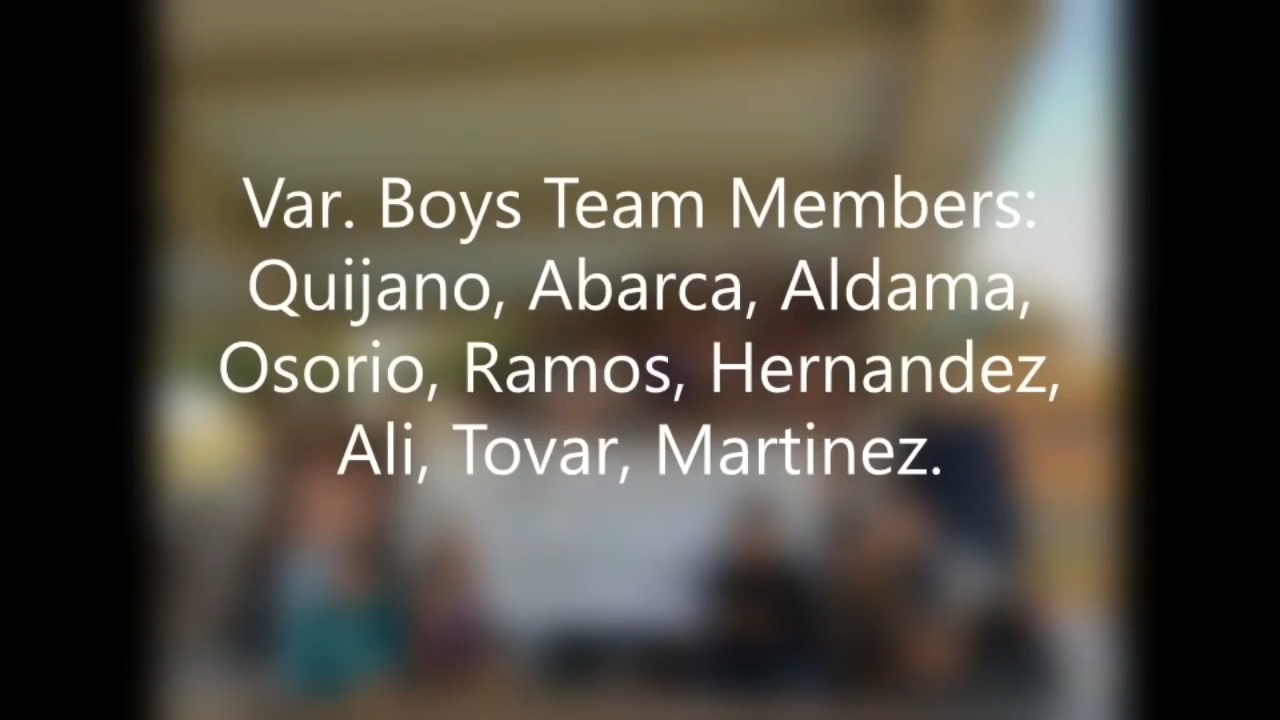 Var. Boys Team Members:
Quijano, Abarca, Aldama,
Osorio, Ramos, Hernandez,
Ali, Tovar, Martinez.